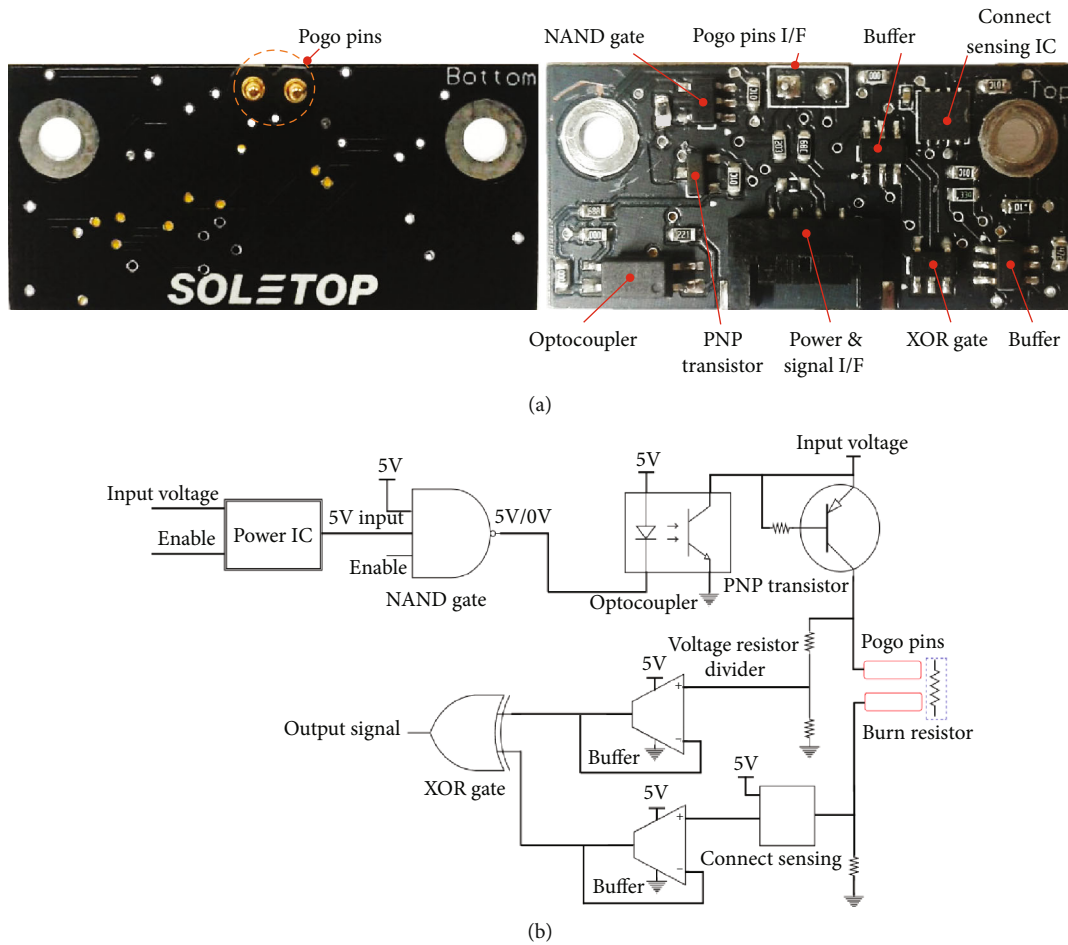 Pogo pins
NAND gate
Pogo pins I/F
Buffer
Connect
sensing IC
Bottom
Top
SOLETOP
Optocoupler
PNP
transistor
Power &
signal I/F
XOR gate
Buffer
(a)
Input voltage
5V
5V
Input voltage
Power IC
5V input
5V/0V
Enable
Enable
NAND gate
Optocoupler
PNP transistor
Voltage resistor
divider
Pogo pins
5V
Output signal
Buffer
Burn resistor
XOR gate
5V
5V
Connect sensing
Buffer
(b)